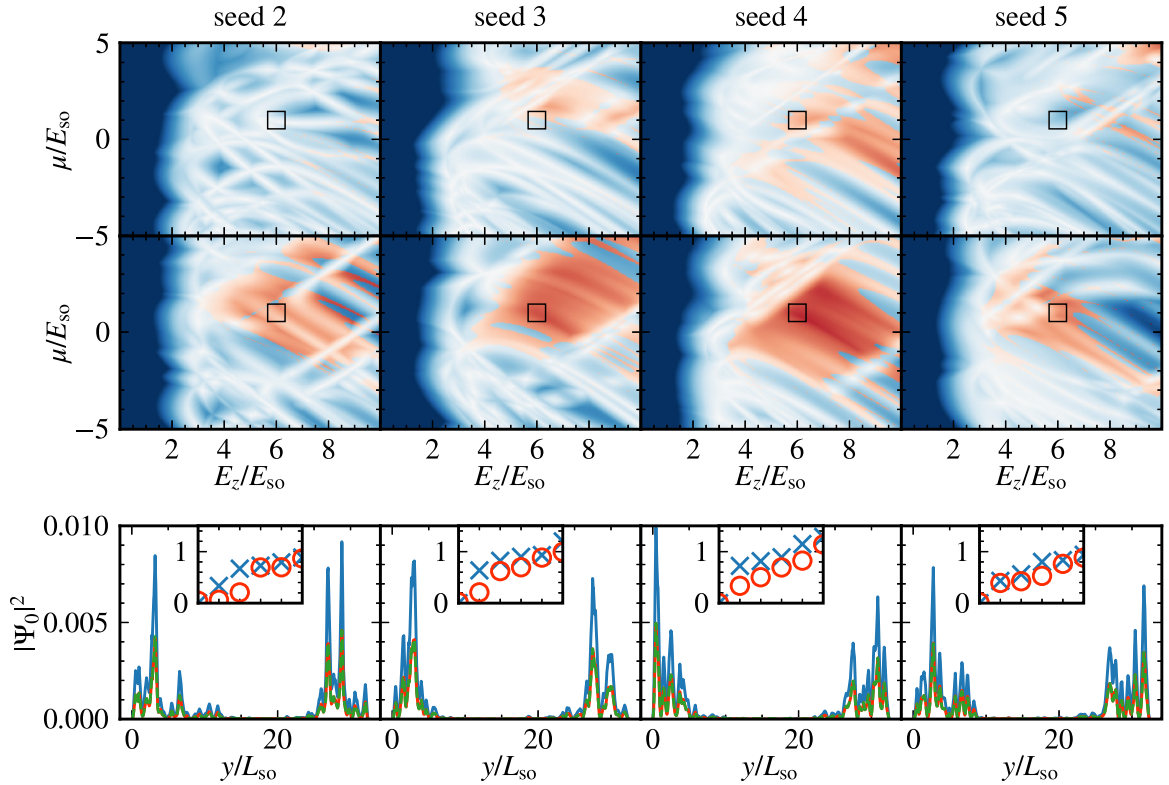 seed 2 seed 3 seed 4 seed 5
5
μ/E_so 0
−5
μ/E_so 0
−5
2 4 6 8 2 4 6 8 2 4 6 8 2 4 6 8
E_z/E_so E_z/E_so E_z/E_so E_z/E_so
0.010
1 1 1 1
0 0 0 0
|Ψ_0|^2 0.005
0.000
0 20 0 20 0 20 0 20
y/L_so y/L_so y/L_so y/L_so